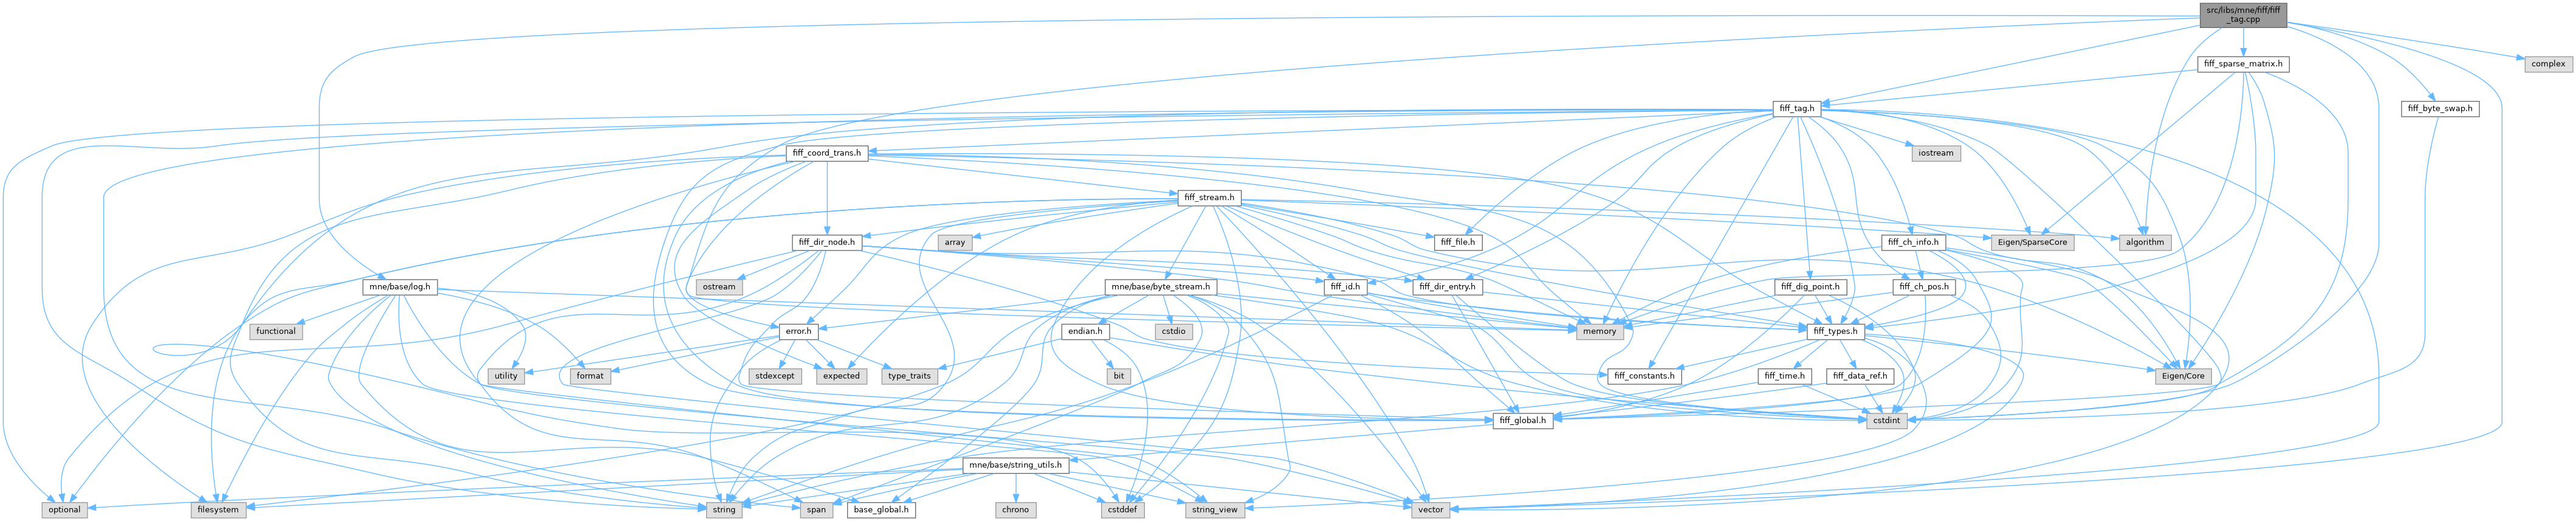 src/libs/mne/fiff/fiff
_tag.cpp
complex
fiff_sparse_matrix.h
fiff_tag.h
fiff_byte_swap.h
fiff_coord_trans.h
iostream
fiff_stream.h
fiff_dir_node.h
array
fiff_file.h
fiff_ch_info.h
Eigen/SparseCore
algorithm
mne/base/log.h
ostream
mne/base/byte_stream.h
fiff_id.h
fiff_dir_entry.h
fiff_dig_point.h
fiff_ch_pos.h
functional
error.h
cstdio
endian.h
memory
fiff_types.h
utility
format
stdexcept
expected
type_traits
bit
fiff_constants.h
fiff_time.h
fiff_data_ref.h
Eigen/Core
fiff_global.h
cstdint
mne/base/string_utils.h
optional
filesystem
string
span
base_global.h
chrono
cstddef
string_view
vector